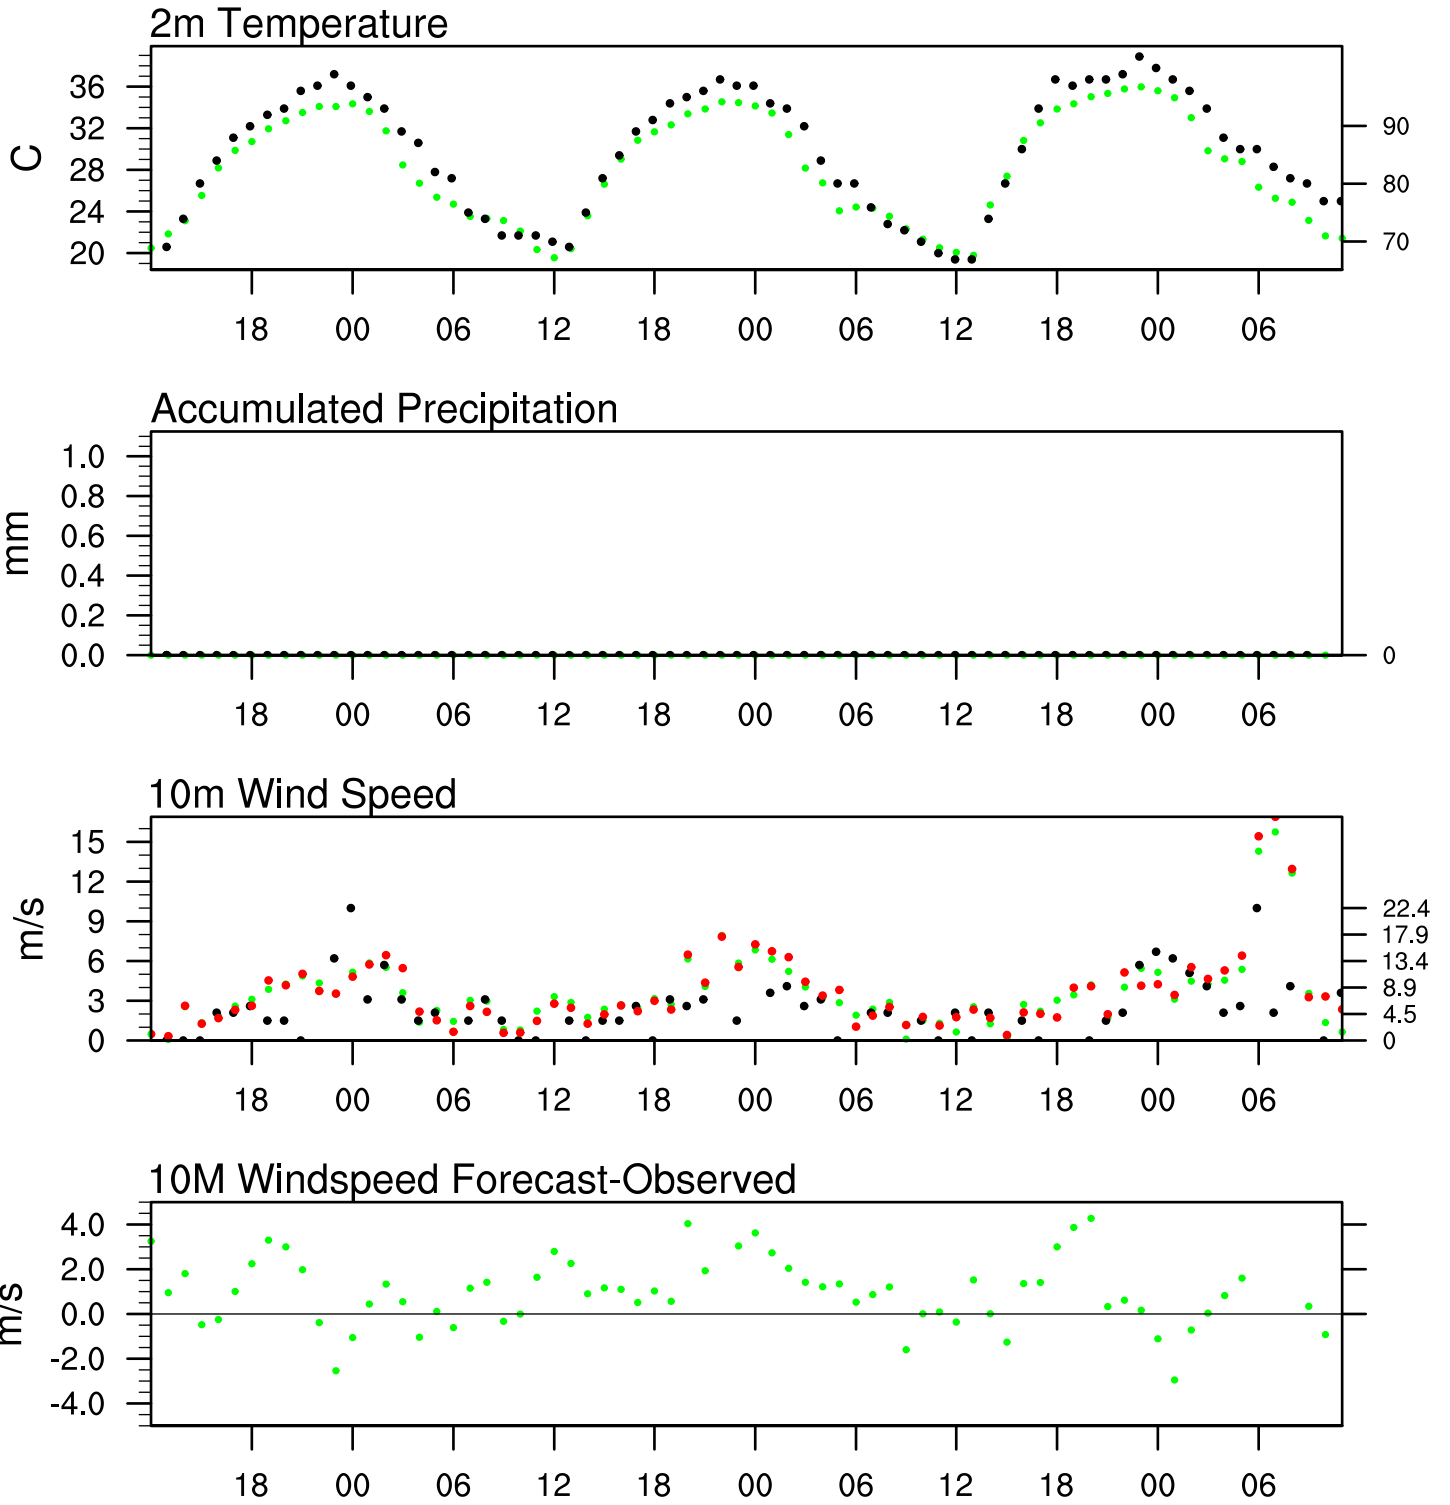 2m Temperature
C
36
32
28
24
20
90
80
70
18 00 06 12 18 00 06 12 18 00 06
Accumulated Precipitation
mm
1.0
0.8
0.6
0.4
0.2
0.0
0
18 00 06 12 18 00 06 12 18 00 06
10m Wind Speed
m/s
15
12
9
6
3
0
22.4
17.9
13.4
8.9
4.5
0
18 00 06 12 18 00 06 12 18 00 06
10M Windspeed Forecast-Observed
m/s
4.0
2.0
0.0
-2.0
-4.0
18 00 06 12 18 00 06 12 18 00 06